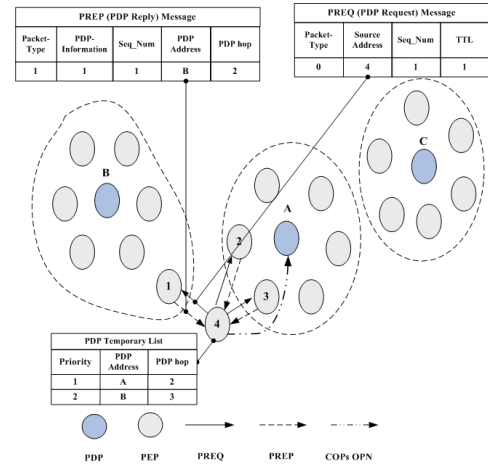 PREP (PDP Reply) Message
Packet-Type PDP-Information Seq_Num PDP Address PDP hop
1 1 1 B 2
PREQ (PDP Request) Message
Packet-Type Source Address Seq_Num TTL
0 4 1 1
B
A
C
1
2
3
4
PDP Temporary List
Priority PDP Address PDP hop
1 A 2
2 B 3
PDP PEP PREQ PREP COPs OPN